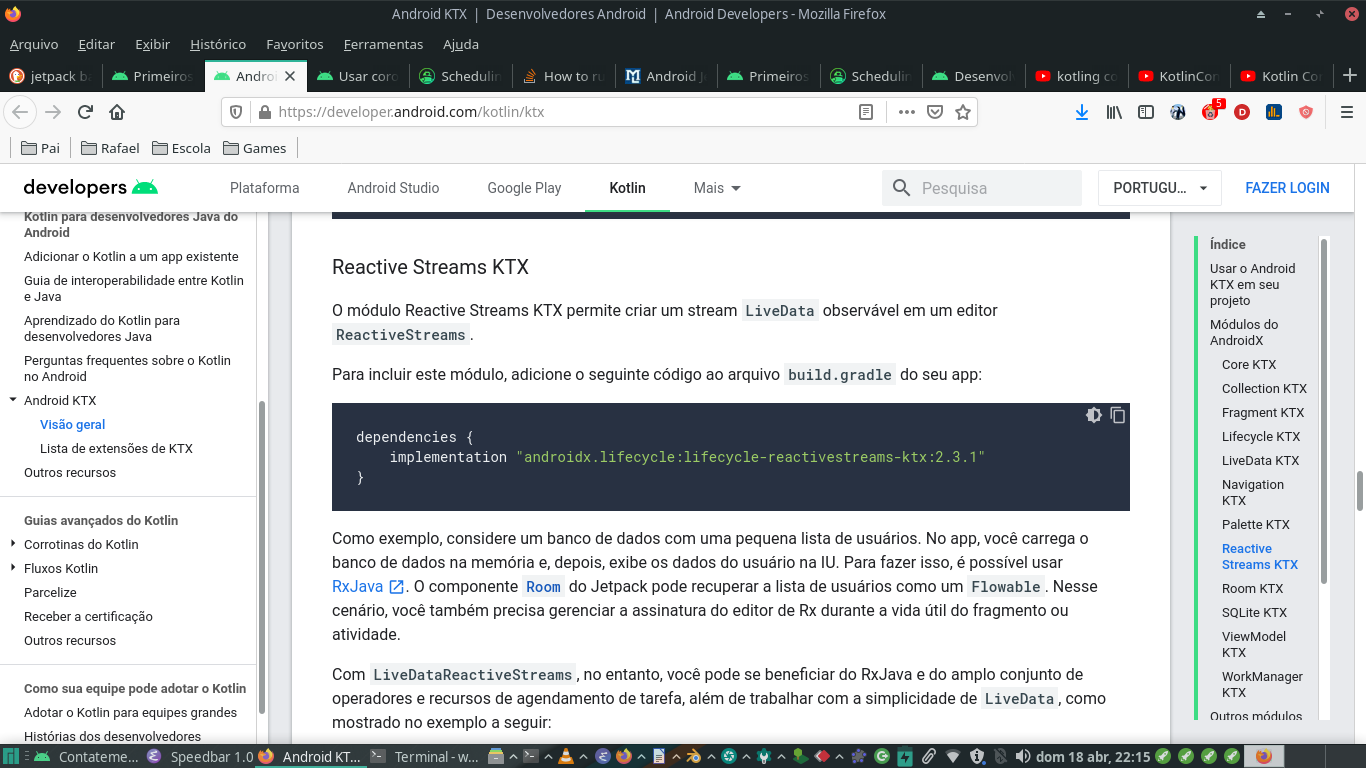 Android KTX | Desenvolvedores Android | Android Developers - Mozilla Firefox
Arquivo Editar Exibir Histórico Favoritos Ferramentas Ajuda
jetpack b Primeiros Androi Usar coro Schedulin How to ru Android J Primeiros Schedulin Desenvol kotling co KotlinCon Kotlin Cor
https://developer.android.com/kotlin/ktx
5
Pai Rafael Escola Games
developers Plataforma Android Studio Google Play Kotlin Mais Pesquisa PORTUGU... FAZER LOGIN
Kotlin para desenvolvedores Java do
Android
Adicionar o Kotlin a um app existente
Guia de interoperabilidade entre Kotlin
e Java
Aprendizado do Kotlin para
desenvolvedores Java
Perguntas frequentes sobre o Kotlin
no Android
Android KTX
Visão geral
Lista de extensões de KTX
Outros recursos
Guias avançados do Kotlin
Corrotinas do Kotlin
Fluxos Kotlin
Parcelize
Receber a certificação
Outros recursos
Como sua equipe pode adotar o Kotlin
Adotar o Kotlin para equipes grandes
Histórias dos desenvolvedores
Reactive Streams KTX
O módulo Reactive Streams KTX permite criar um stream LiveData observável em um editor
ReactiveStreams.
Para incluir este módulo, adicione o seguinte código ao arquivo build.gradle do seu app:
dependencies {
implementation "androidx.lifecycle:lifecycle-reactivestreams-ktx:2.3.1"
}
Como exemplo, considere um banco de dados com uma pequena lista de usuários. No app, você carrega o
banco de dados na memória e, depois, exibe os dados do usuário na IU. Para fazer isso, é possível usar
RxJava. O componente Room do Jetpack pode recuperar a lista de usuários como um Flowable. Nesse
cenário, você também precisa gerenciar a assinatura do editor de Rx durante a vida útil do fragmento ou
atividade.
Com LiveDataReactiveStreams, no entanto, você pode se beneficiar do RxJava e do amplo conjunto de
operadores e recursos de agendamento de tarefa, além de trabalhar com a simplicidade de LiveData, como
mostrado no exemplo a seguir:
Índice
Usar o Android
KTX em seu
projeto
Módulos do
AndroidX
Core KTX
Collection KTX
Fragment KTX
Lifecycle KTX
LiveData KTX
Navigation
KTX
Palette KTX
Reactive
Streams KTX
Room KTX
SQLite KTX
ViewModel
KTX
WorkManager
KTX
Outros módulos
Contateme... Speedbar 1.0 Android KT... Terminal - w... dom 18 abr, 22:15